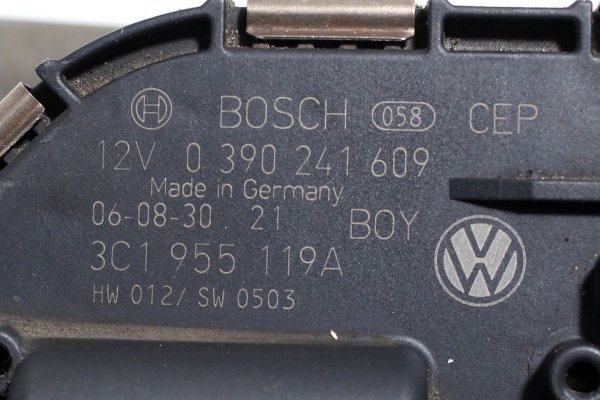 BOSCH 058 CEP
12V 0 390 241 609
Made in Germany
06-08-30 21 BOY
3C1 955 119A
HW 012/ SW 0503